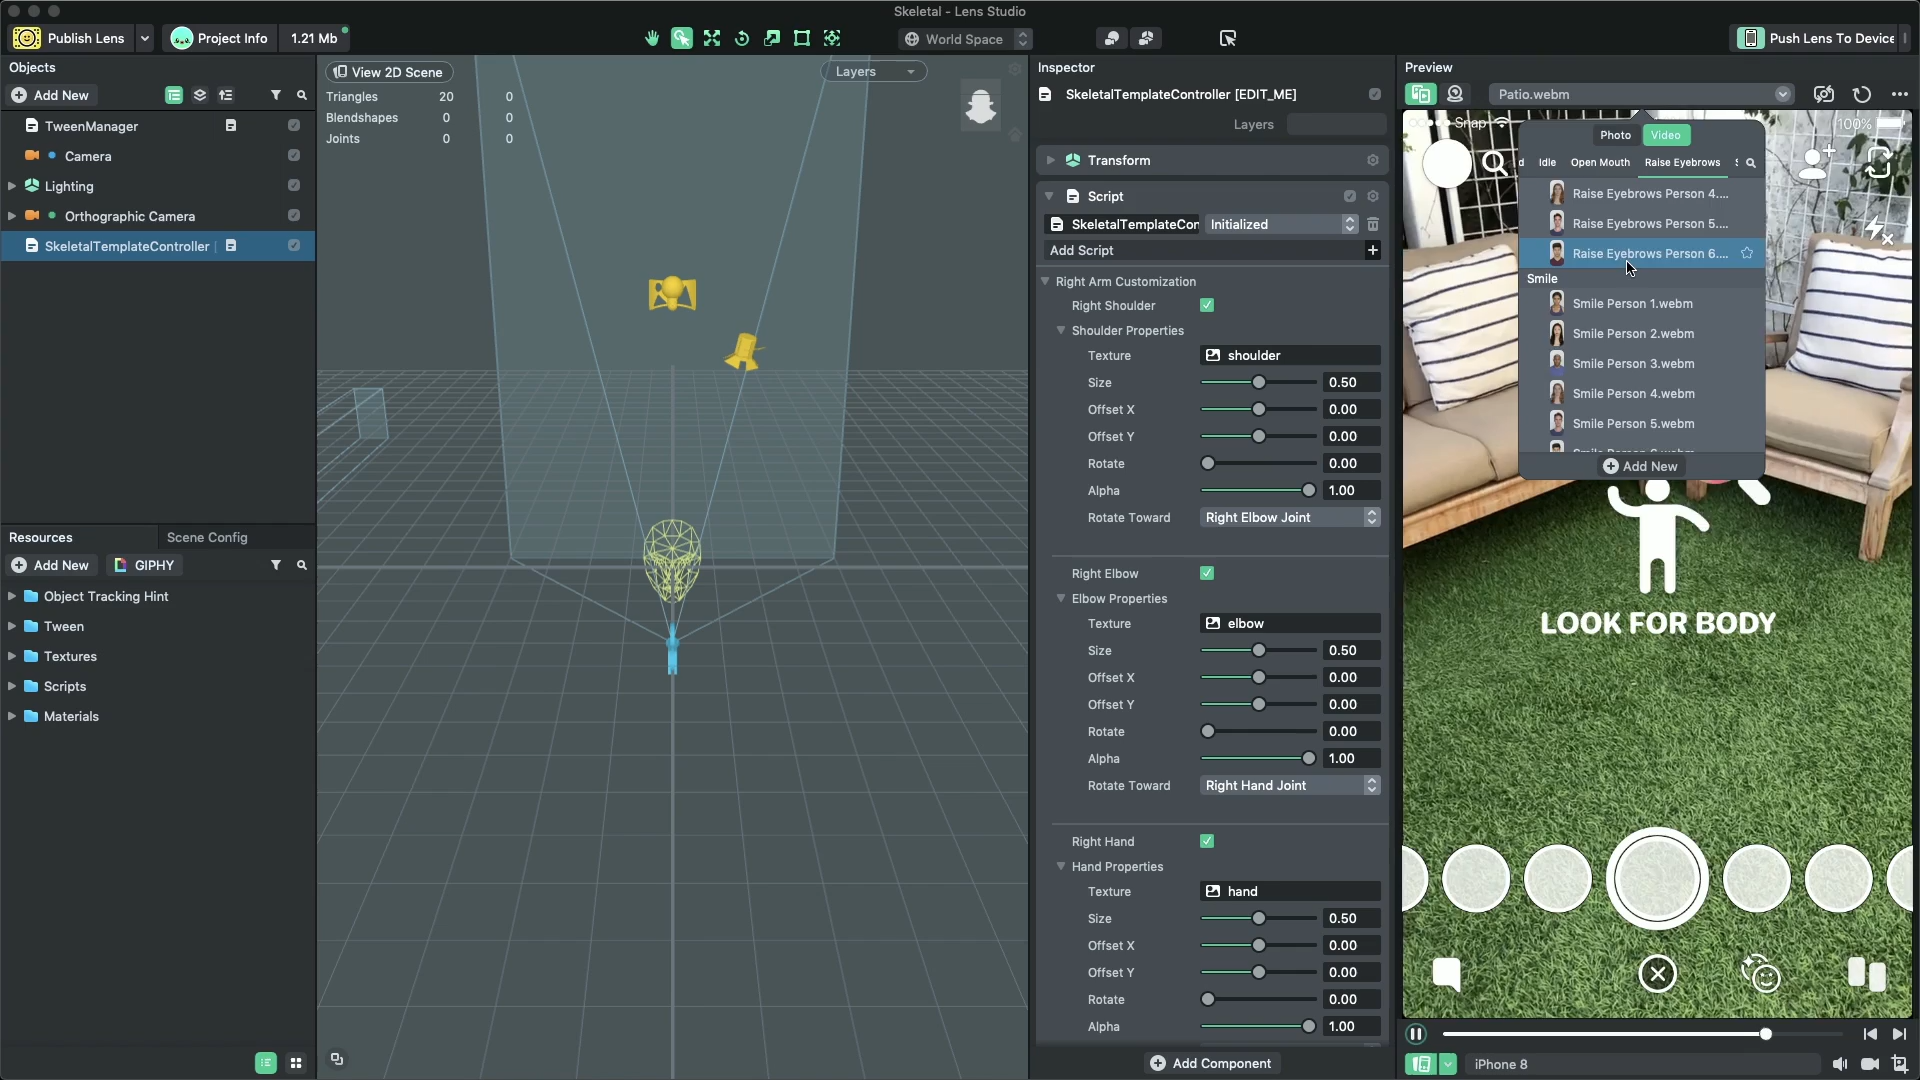 Skeletal - Lens Studio
Publish Lens
Project Info
1.21 Mb
World Space
Push Lens To Device
Objects
Add New
TweenManager
Camera
Lighting
Orthographic Camera
SkeletalTemplateController
View 2D Scene
Layers
Triangles 20 0
Blendshapes 0 0
Joints 0 0
Resources
Scene Config
Add New
GIPHY
Object Tracking Hint
Tween
Textures
Scripts
Materials
Inspector
SkeletalTemplateController [EDIT_ME]
Layers
Transform
Script
SkeletalTemplateCon
Initialized
Add Script
Right Arm Customization
Right Shoulder
Shoulder Properties
Texture shoulder
Size 0.50
Offset X 0.00
Offset Y 0.00
Rotate 0.00
Alpha 1.00
Rotate Toward Right Elbow Joint
Right Elbow
Elbow Properties
Texture elbow
Size 0.50
Offset X 0.00
Offset Y 0.00
Rotate 0.00
Alpha 1.00
Rotate Toward Right Hand Joint
Right Hand
Hand Properties
Texture hand
Size 0.50
Offset X 0.00
Offset Y 0.00
Rotate 0.00
Alpha 1.00
Add Component
Preview
Patio.webm
Snap
100%
Photo
Video
d Idle Open Mouth Raise Eyebrows
Raise Eyebrows Person 4....
Raise Eyebrows Person 5....
Raise Eyebrows Person 6....
Smile
Smile Person 1.webm
Smile Person 2.webm
Smile Person 3.webm
Smile Person 4.webm
Smile Person 5.webm
Add New
LOOK FOR BODY
iPhone 8